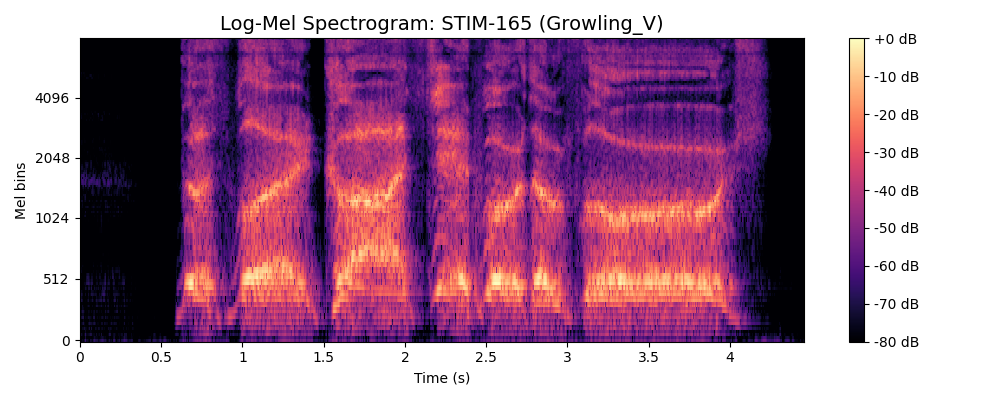 Log-Mel Spectrogram: STIM-165 (Growling_V)
Mel bins
4096
2048
1024
512
0
0 0.5 1 1.5 2 2.5 3 3.5 4
Time (s)
+0 dB
-10 dB
-20 dB
-30 dB
-40 dB
-50 dB
-60 dB
-70 dB
-80 dB